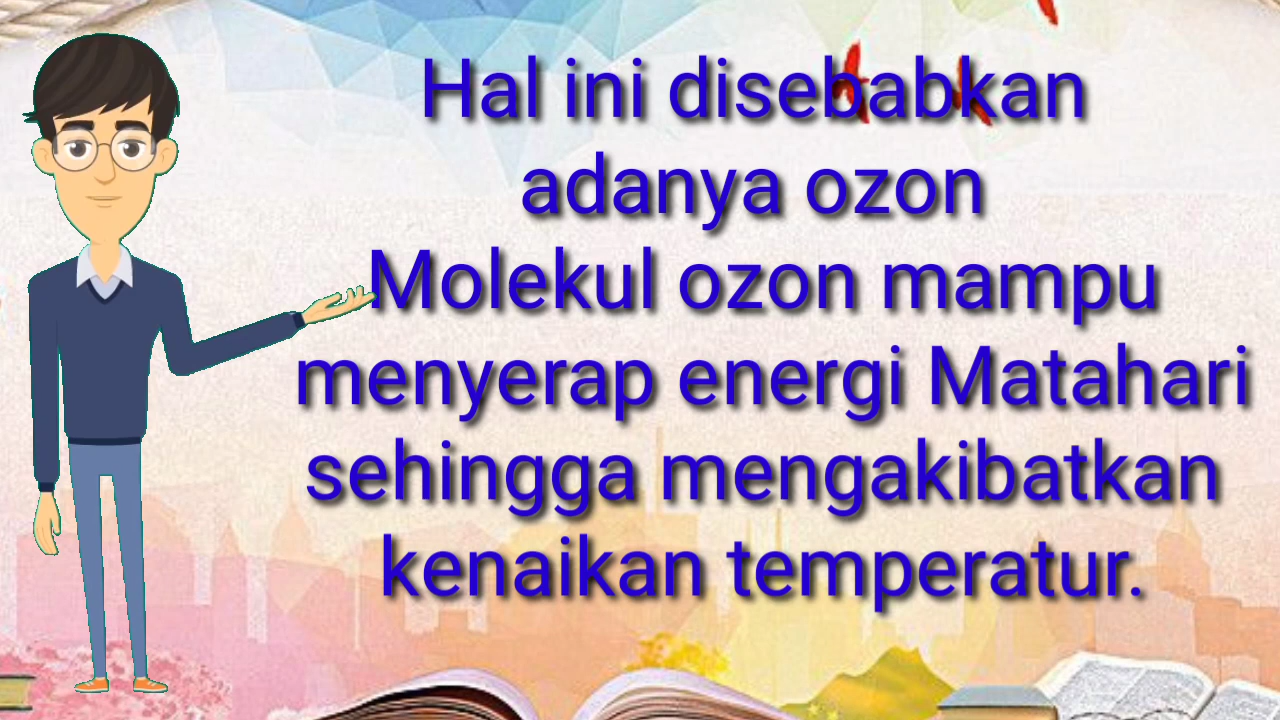 Hal ini disebabkan
adanya ozon
Molekul ozon mampu
menyerap energi Matahari
sehingga mengakibatkan
kenaikan temperatur.